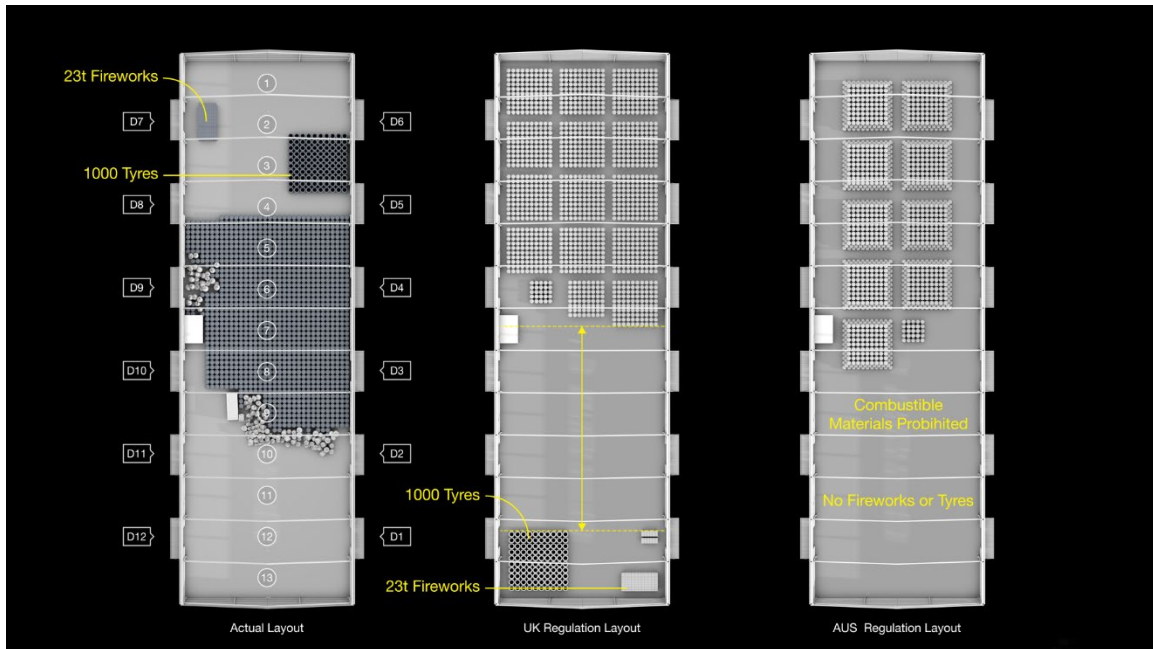 23t Fireworks
1
D7
2
D6
3
1000 Tyres
D8
4
D5
5
D9
6
D4
7
D10
8
D3
D11
10
D2
11
D12
12
D1
13
Actual Layout
1000 Tyres
23t Fireworks
UK Regulation Layout
Combustible
Materials Probihited
No Fireworks or Tyres
AUS Regulation Layout